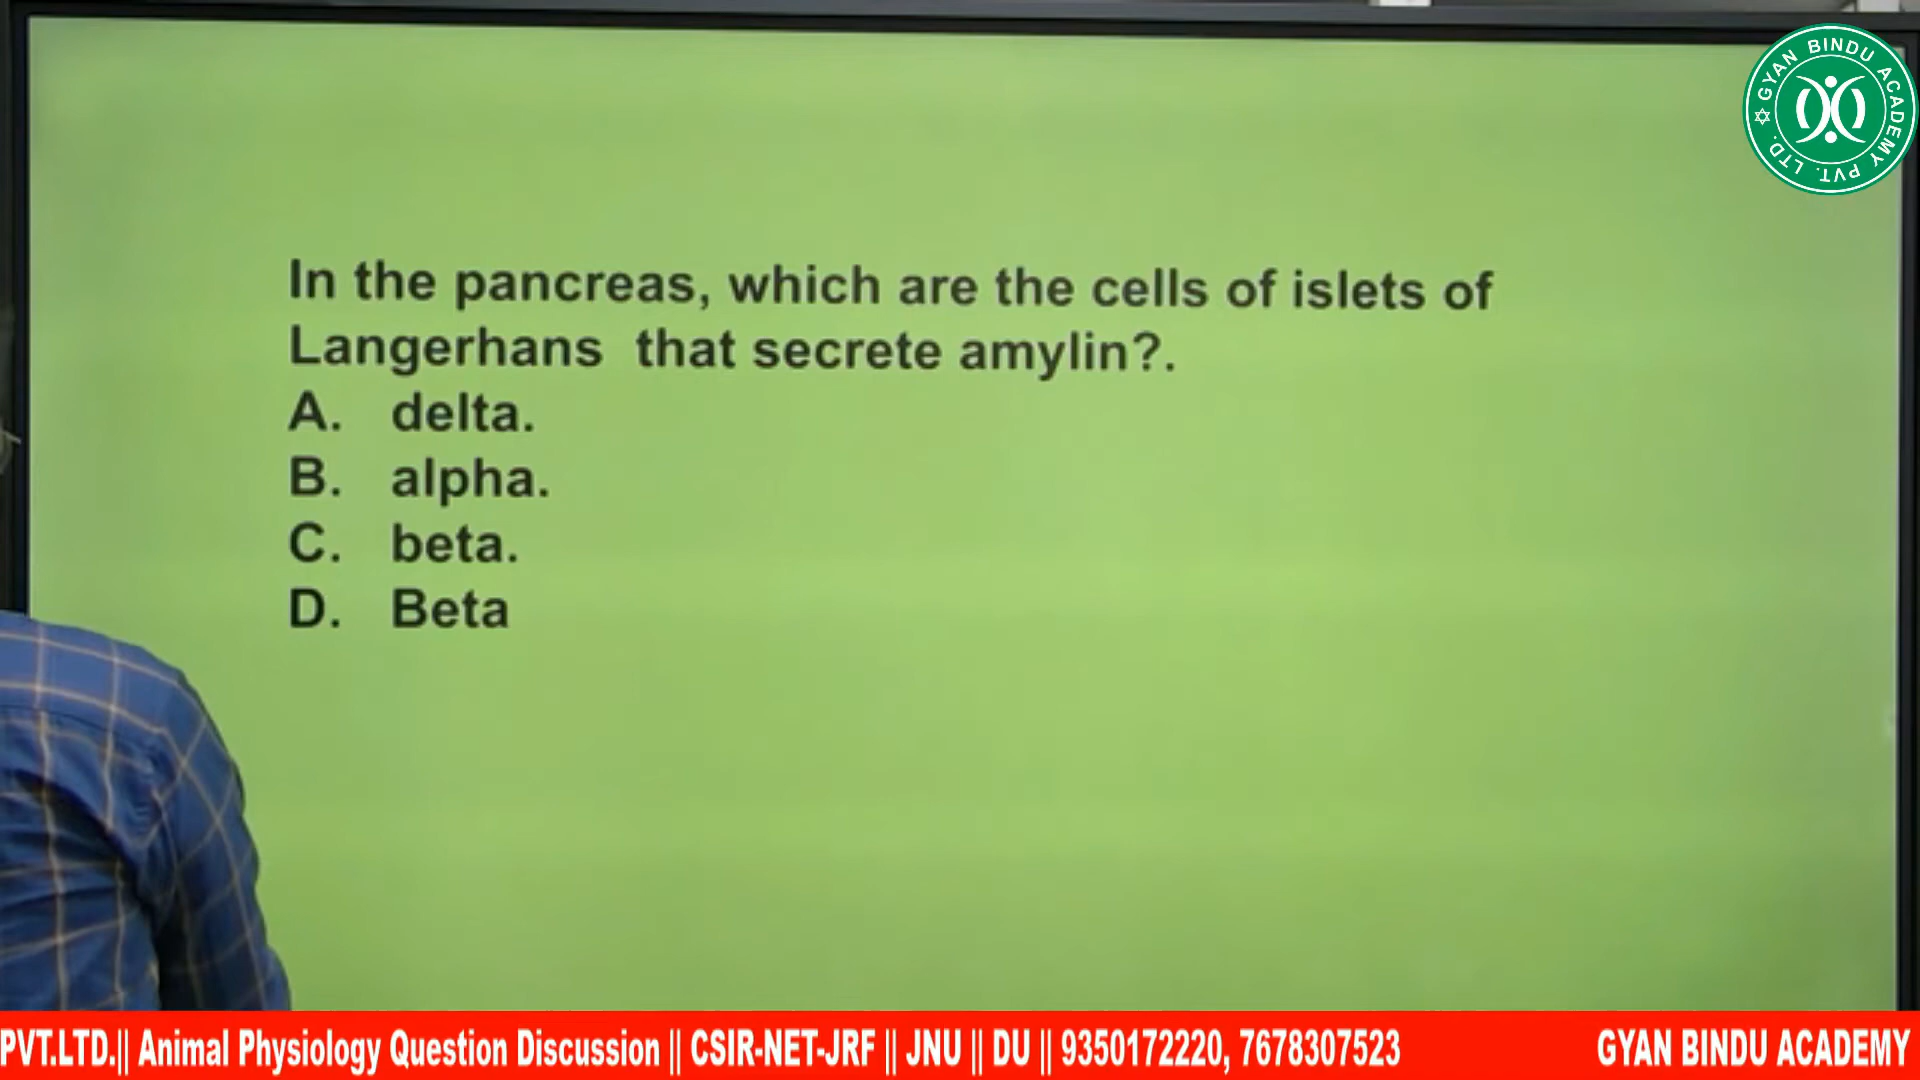 GYAN BINDU ACADEMY PVT. LTD.
In the pancreas, which are the cells of islets of
Langerhans that secrete amylin?.
A. delta.
B. alpha.
C. beta.
D. Beta
PVT.LTD.|| Animal Physiology Question Discussion || CSIR-NET-JRF || JNU || DU || 9350172220, 7678307523
GYAN BINDU ACADEMY